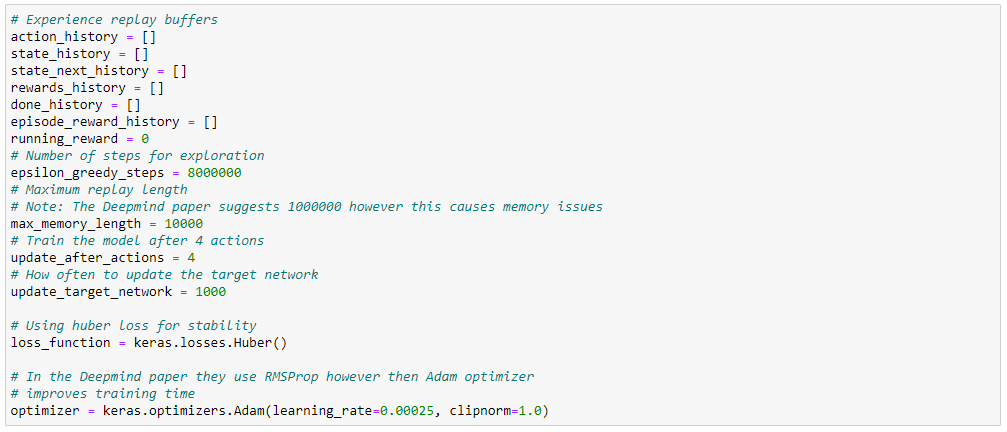 # Experience replay buffers
action_history = []
state_history = []
state_next_history = []
rewards_history = []
done_history = []
episode_reward_history = []
running_reward = 0
# Number of steps for exploration
epsilon_greedy_steps = 8000000
# Maximum replay length
# Note: The Deepmind paper suggests 1000000 however this causes memory issues
max_memory_length = 10000
# Train the model after 4 actions
update_after_actions = 4
# How often to update the target network
update_target_network = 1000
# Using huber loss for stability
loss_function = keras.losses.Huber()
# In the Deepmind paper they use RMSProp however then Adam optimizer
# improves training time
optimizer = keras.optimizers.Adam(learning_rate=0.00025, clipnorm=1.0)